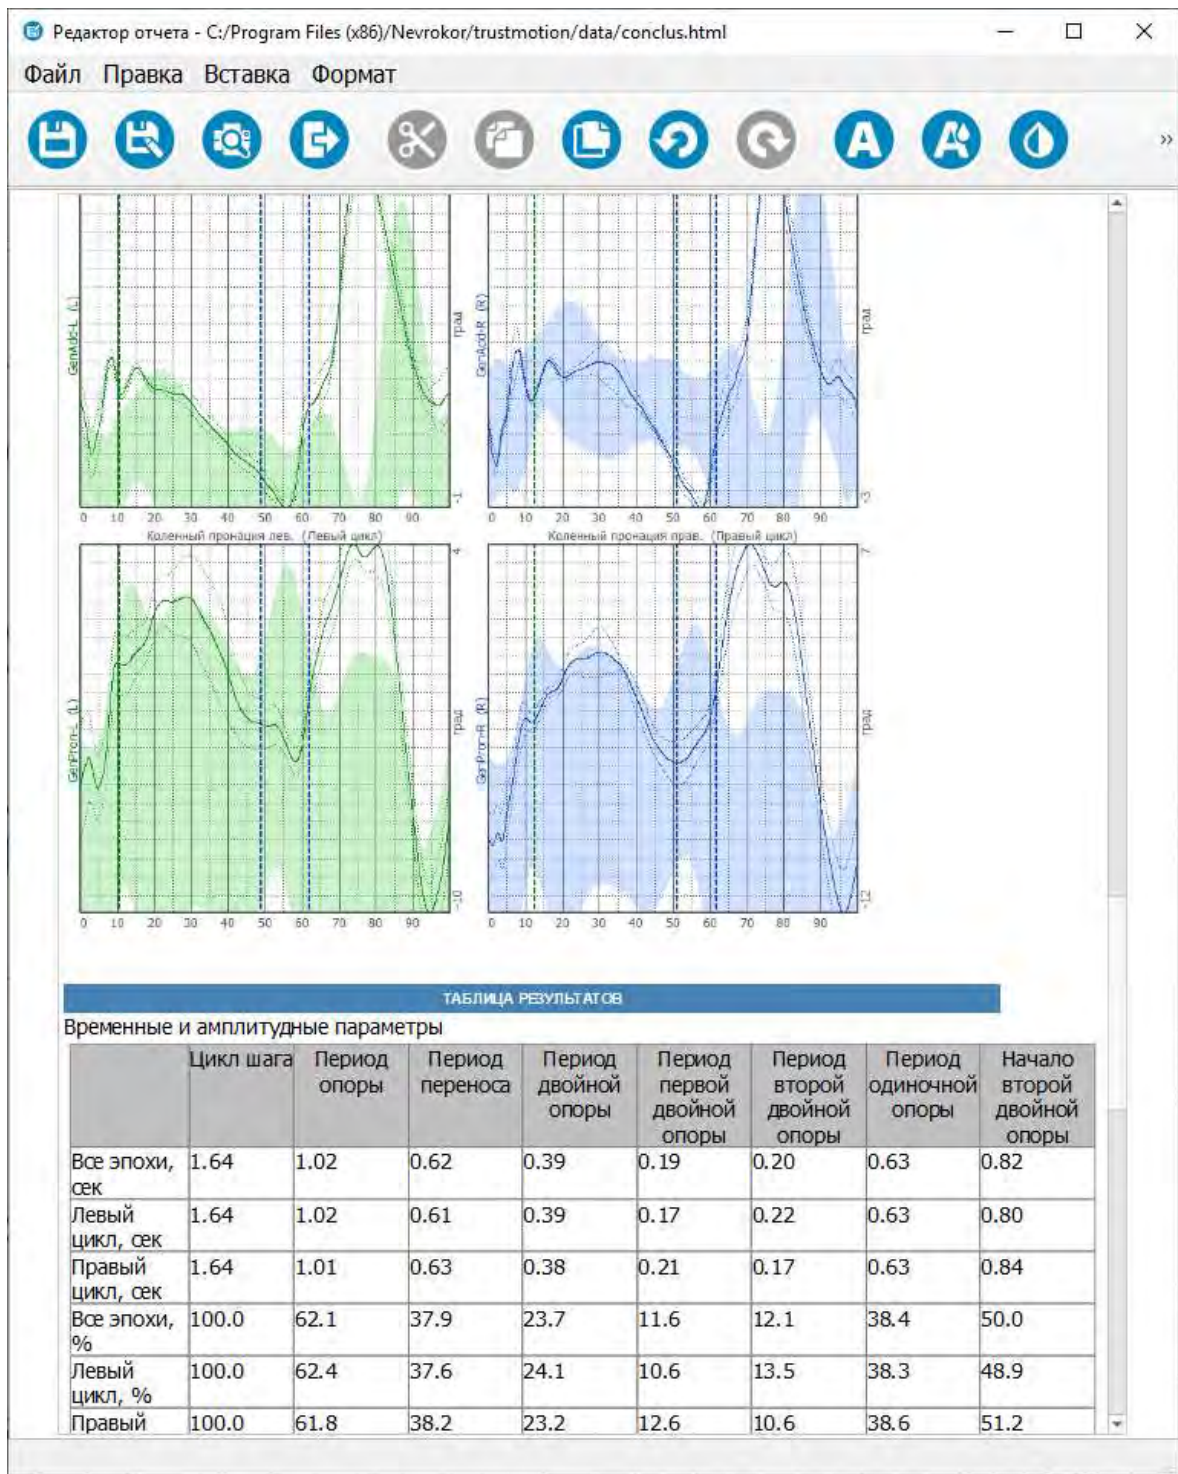 Редактор отчета - C:/Program Files (x86)/Nevrokor/trustmotion/data/conclus.html
Файл Правка Вставка Формат
A A »
GenAdd-L (L) град -1 GenAdd-R (R) град -3
0 10 20 30 40 50 60 70 80 90 0 10 20 30 40 50 60 70 80 90
Коленный пронация лев. (Левый цикл) Коленный пронация прав. (Правый цикл)
GenPron-L (L) 4 град -10 GenPron-R (R) 7 град -12
0 10 20 30 40 50 60 70 80 90 0 10 20 30 40 50 60 70 80 90
ТАБЛИЦА РЕЗУЛЬТАТОВ
Временные и амплитудные параметры
Цикл шага Период Период Период Период Период Период Начало
опоры переноса двойной первой второй одиночной второй
опоры двойной двойной опоры двойной
опоры опоры опоры
Все эпохи, 1.64 1.02 0.62 0.39 0.19 0.20 0.63 0.82
сек
Левый 1.64 1.02 0.61 0.39 0.17 0.22 0.63 0.80
цикл, сек
Правый 1.64 1.01 0.63 0.38 0.21 0.17 0.63 0.84
цикл, сек
Все эпохи, 100.0 62.1 37.9 23.7 11.6 12.1 38.4 50.0
%
Левый 100.0 62.4 37.6 24.1 10.6 13.5 38.3 48.9
цикл, %
Правый 100.0 61.8 38.2 23.2 12.6 10.6 38.6 51.2